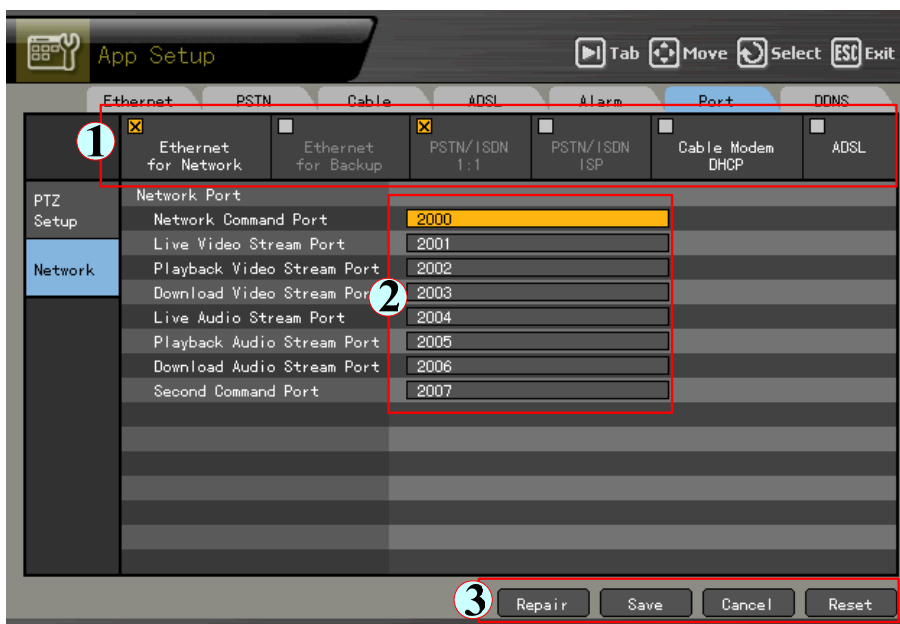 App Setup
Tab Move Select ESC Exit
Ethernet PSTN Cable ADSL Alarm Port DDNS
1
Ethernet for Network
Ethernet for Backup
PSTN/ISDN 1:1
PSTN/ISDN ISP
Cable Modem DHCP
ADSL
PTZ Setup
Network
Network Port
Network Command Port 2000
Live Video Stream Port 2001
Playback Video Stream Port 2002
Download Video Stream Por 2003
2
Live Audio Stream Port 2004
Playback Audio Stream Port 2005
Download Audio Stream Port 2006
Second Command Port 2007
3
Repair Save Cancel Reset